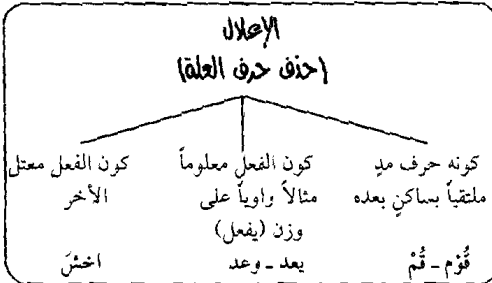 الإعلال
(حذف حرف العلة)
كونه حرف مدٍ
ملتقياً بساكنٍ بعده
قُوْم - قُمْ
كون الفعل معلوماً
مثالاً واوياً على
وزن (يفعل)
يعد - وعد
كون الفعل معتل
الأخر
اخشَ